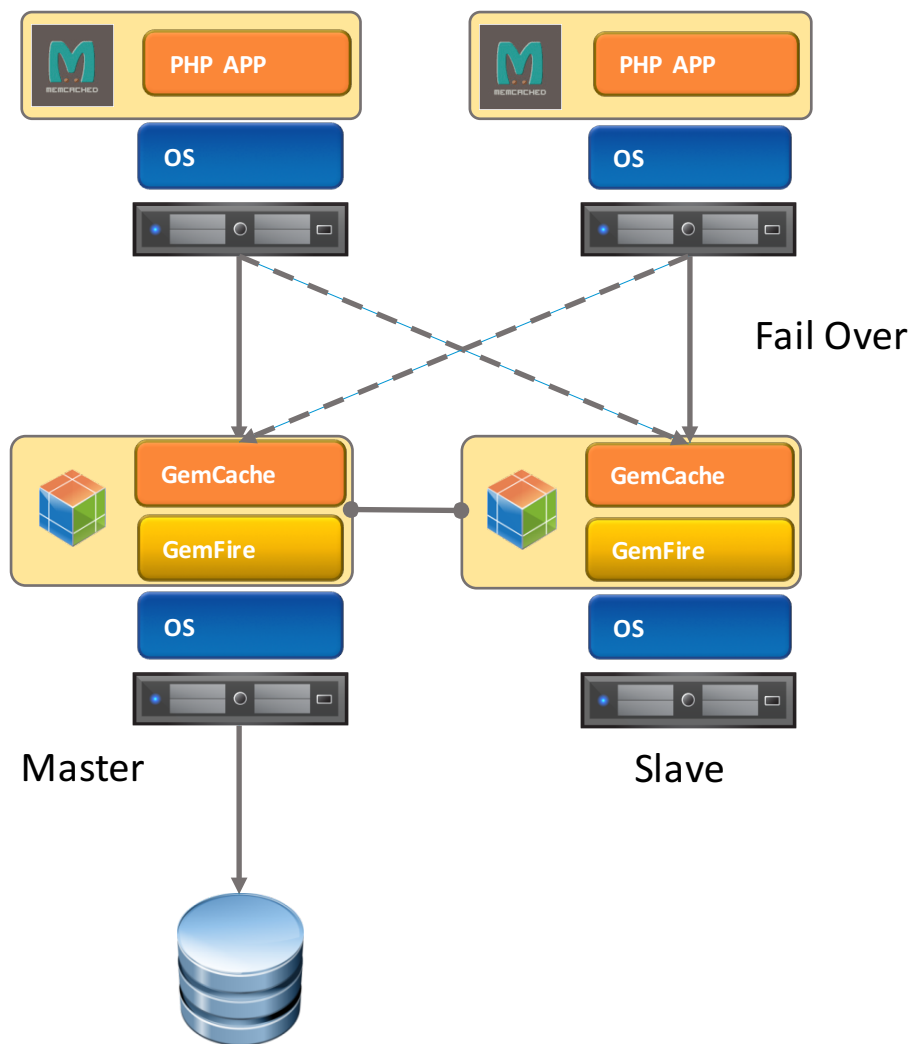 PHP APP
MEMCACHED
PHP APP
MEMCACHED
OS
OS
Fail Over
GemCache
GemCache
GemFire
GemFire
OS
OS
Master
Slave